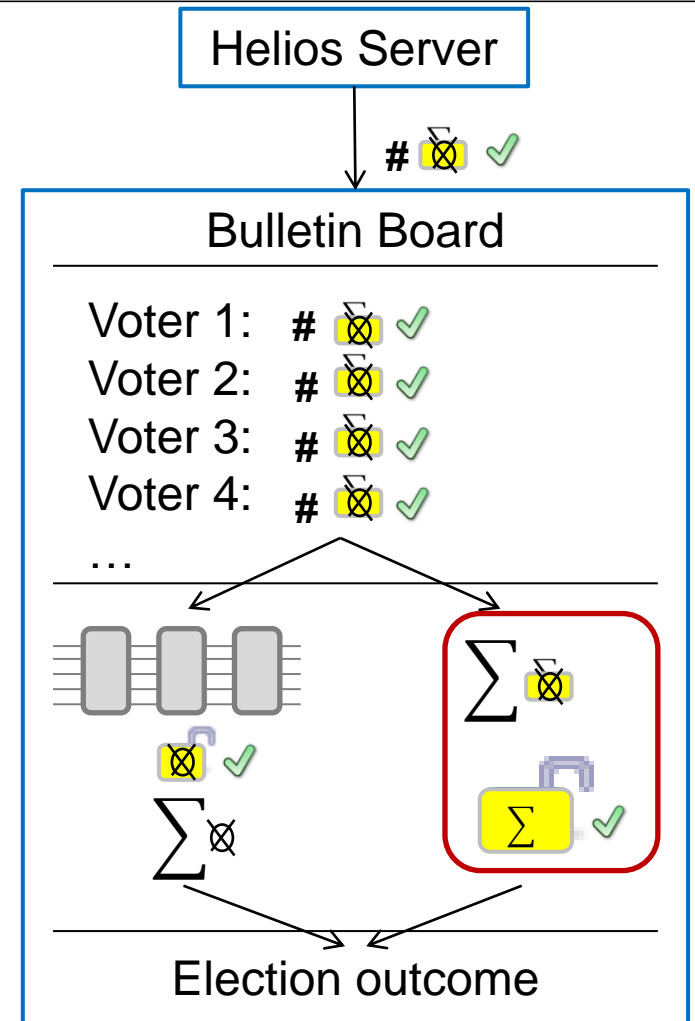 Helios Server
#
Bulletin Board
Voter 1: #
Voter 2: #
Voter 3: #
Voter 4: #
…
∑
∑
∑
Election outcome